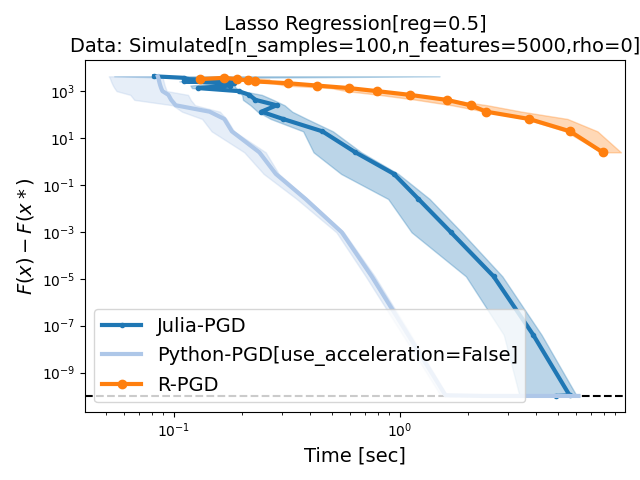 Lasso Regression[reg=0.5]
Data: Simulated[n_samples=100,n_features=5000,rho=0]
F(x) − F(x∗)
10³
10¹
10⁻¹
10⁻³
10⁻⁵
10⁻⁷
10⁻⁹
Julia-PGD
Python-PGD[use_acceleration=False]
R-PGD
10⁻¹ 10⁰
Time [sec]